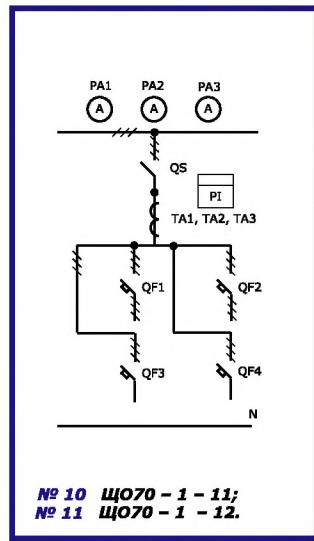 PA1 PA2 PA3
A A A
QS
PI
TA1, TA2, TA3
QF1 QF2
QF3 QF4
N
№ 10 ЩО70 – 1 – 11;
№ 11 ЩО70 – 1 – 12.